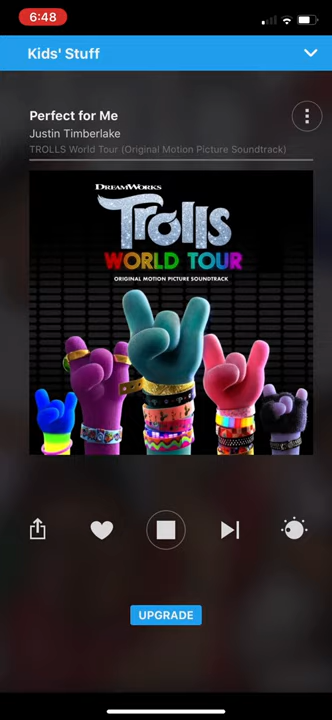 6:48
Kids' Stuff
Perfect for Me
Justin Timberlake
TROLLS World Tour (Original Motion Picture Soundtrack)
DREAMWORKS
Trolls
WORLD TOUR
ORIGINAL MOTION PICTURE SOUNDTRACK
UPGRADE